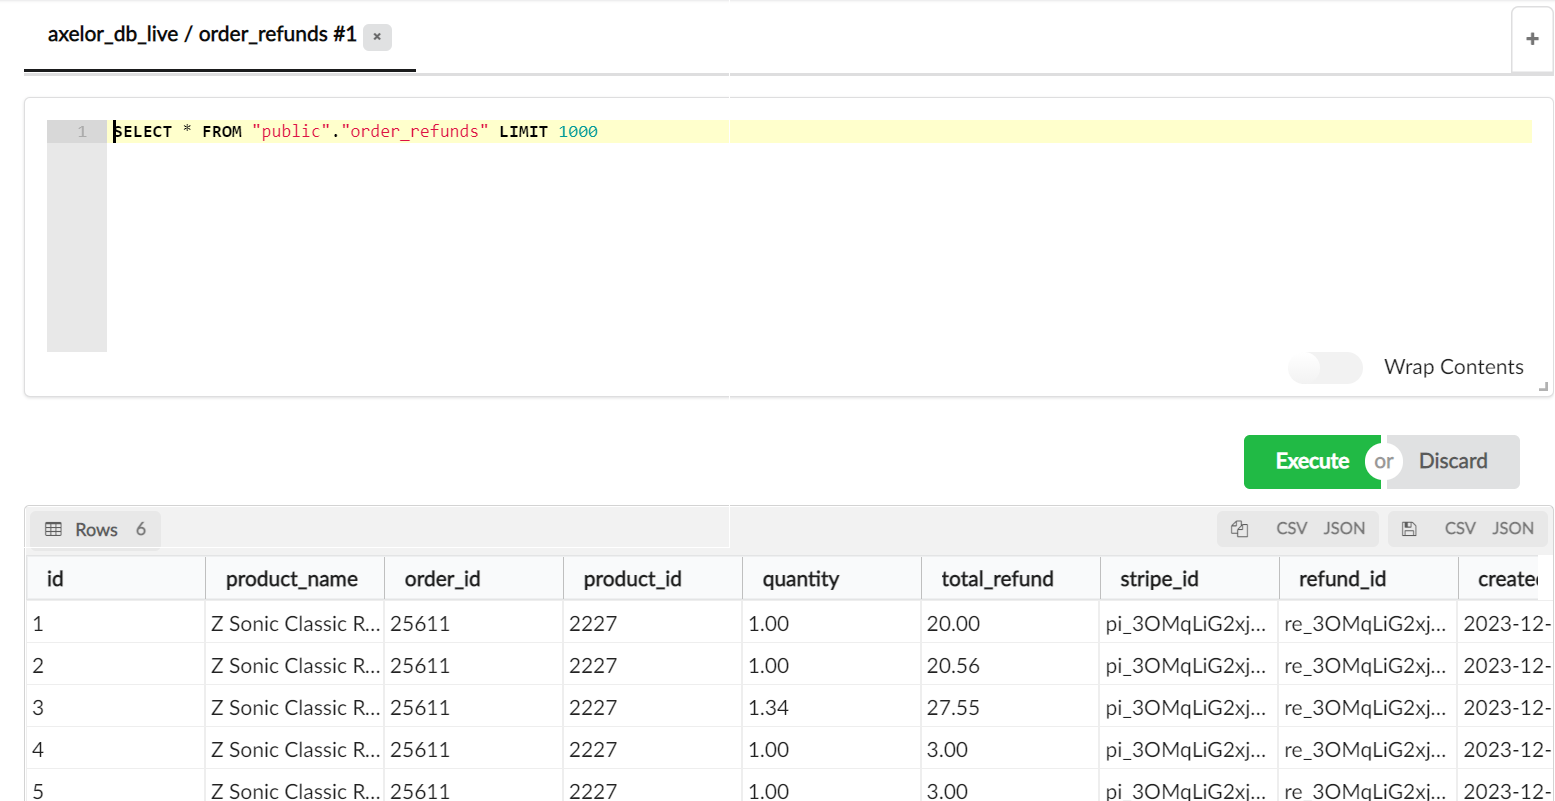 axelor_db_live / order_refunds #1 ×
+
1 SELECT * FROM "public"."order_refunds" LIMIT 1000
Wrap Contents
Execute or Discard
Rows 6 CSV JSON CSV JSON
id product_name order_id product_id quantity total_refund stripe_id refund_id create
1 Z Sonic Classic R... 25611 2227 1.00 20.00 pi_3OMqLiG2xj... re_3OMqLiG2xj... 2023-12-
2 Z Sonic Classic R... 25611 2227 1.00 20.56 pi_3OMqLiG2xj... re_3OMqLiG2xj... 2023-12-
3 Z Sonic Classic R... 25611 2227 1.34 27.55 pi_3OMqLiG2xj... re_3OMqLiG2xj... 2023-12-
4 Z Sonic Classic R... 25611 2227 1.00 3.00 pi_3OMqLiG2xj... re_3OMqLiG2xj... 2023-12-
5 Z Sonic Classic R... 25611 2227 1.00 3.00 pi_3OMqLiG2xj... re_3OMqLiG2xj... 2023-12-